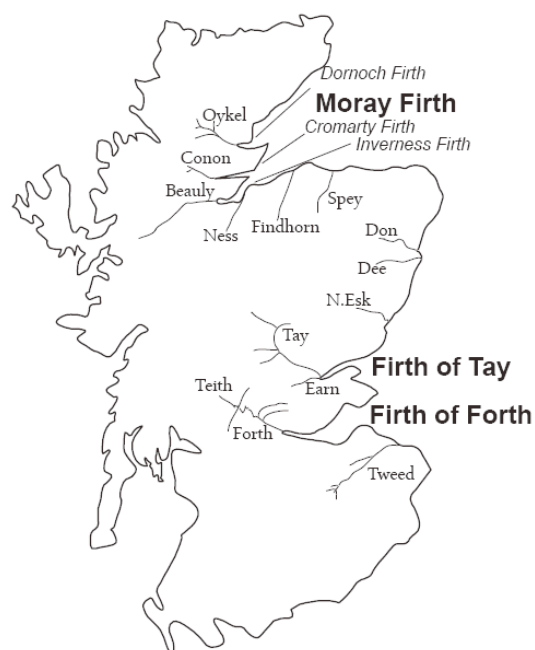 Dornoch Firth
Moray Firth
Oykel
Cromarty Firth
Inverness Firth
Conon
Beauly
Spey
Findhorn
Ness
Don
Dee
N.Esk
Tay
Firth of Tay
Teith
Earn
Firth of Forth
Forth
Tweed